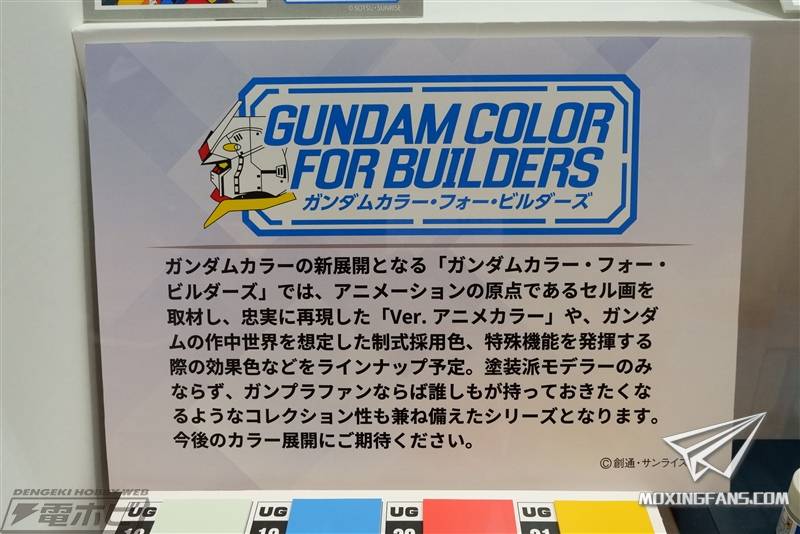 ©SOTSU・SUNRISE
GUNDAM COLOR
FOR BUILDERS
ガンダムカラー・フォー・ビルダーズ
ガンダムカラーの新展開となる「ガンダムカラー・フォー・
ビルダーズ」では、アニメーションの原点であるセル画を
取材し、忠実に再現した「Ver. アニメカラー」や、ガンダ
ムの作中世界を想定した制式採用色、特殊機能を発揮する
際の効果色などをラインナップ予定。塗装派モデラーのみ
ならず、ガンプラファンならば誰しもが持っておきたくな
るようなコレクション性も兼ね備えたシリーズとなります。
今後のカラー展開にご期待ください。
©創通・サンライズ
MOXINGFANS.COM
DENGEKI HOBBY WEB
電ホビ
UG
UG
UG
UG